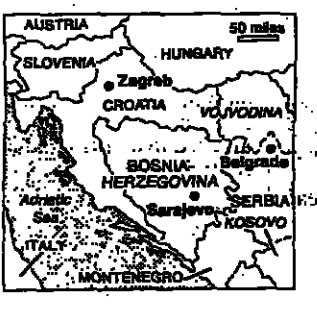 AUSTRIA
50 miles
SLOVENIA
HUNGARY
Zagreb
CROATIA
VOJVODINA
BOSNIA-
HERZEGOVINA
Belgrade
Adriatic
Sea
Sarajevo
SERBIA
KOSOVO
ITALY
MONTENEGRO